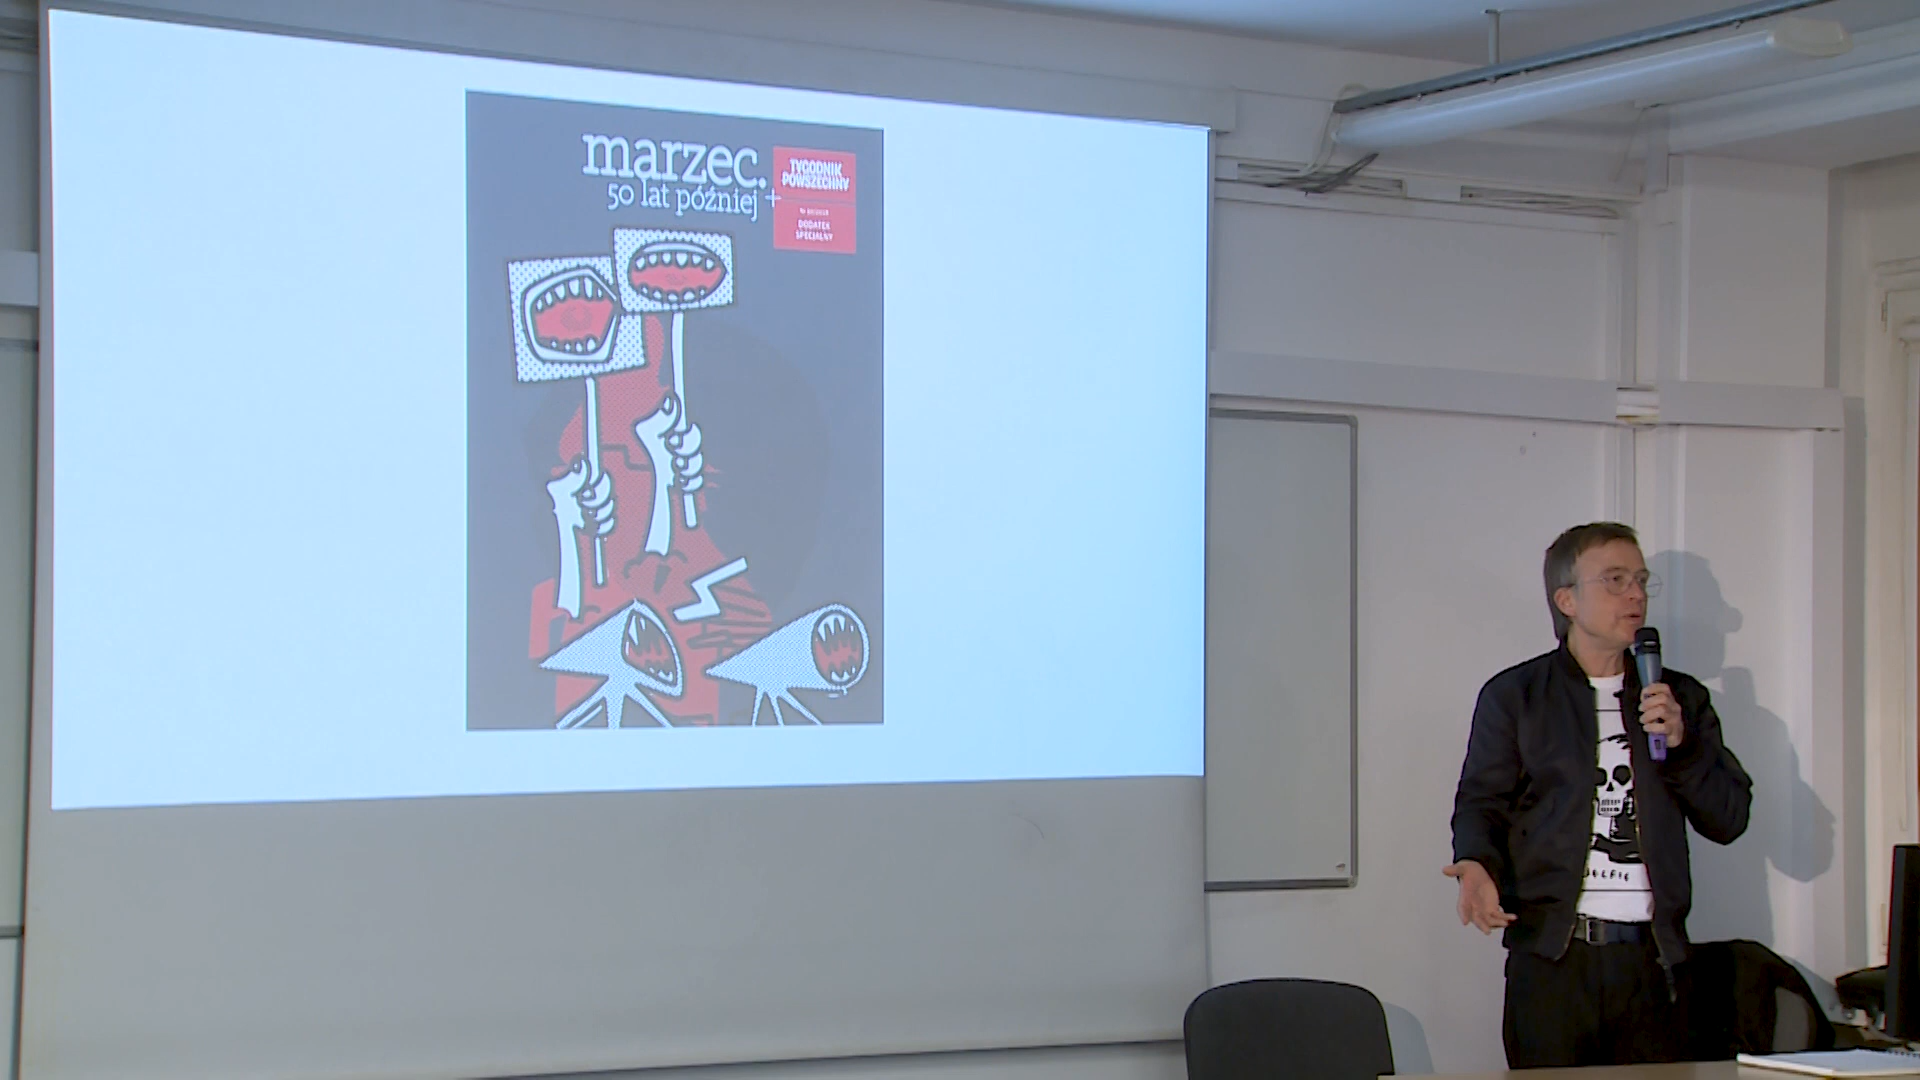 marzec.
50 lat później +
TYGODNIK
POWSZECHNY
DODATEK
SPECJALNY